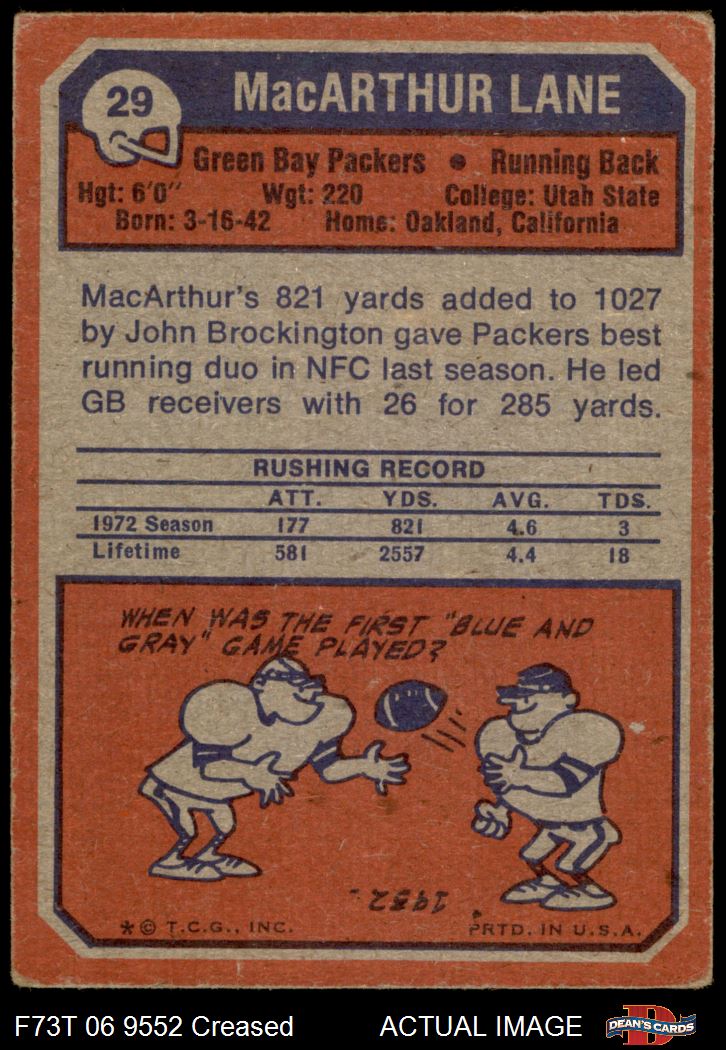 29
MacARTHUR LANE
Green Bay Packers • Running Back
Hgt: 6'0" Wgt: 220 College: Utah State
Born: 3-16-42 Home: Oakland, California
MacArthur's 821 yards added to 1027
by John Brockington gave Packers best
running duo in NFC last season. He led
GB receivers with 26 for 285 yards.
RUSHING RECORD
ATT. YDS. AVG. TDS.
1972 Season 177 821 4.6 3
Lifetime 581 2557 4.4 18
WHEN WAS THE FIRST "BLUE AND
GRAY" GAME PLAYED?
* © T.C.G., INC. PRTD. IN U.S.A.
F73T 06 9552 Creased ACTUAL IMAGE
DEAN'S CARDS